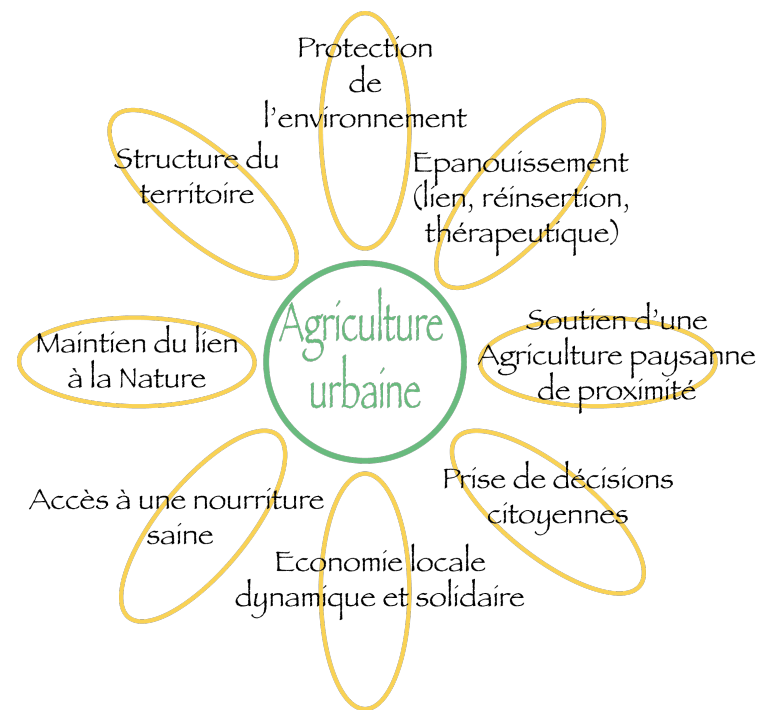 Protection
de
l'environnement
Epanouissement
(lien, réinsertion,
thérapeutique)
Structure du
territoire
Agriculture
urbaine
Soutien d'une
Agriculture paysanne
de proximité
Maintien du lien
à la Nature
Prise de décisions
citoyennes
Accès à une nourriture
saine
Economie locale
dynamique et solidaire